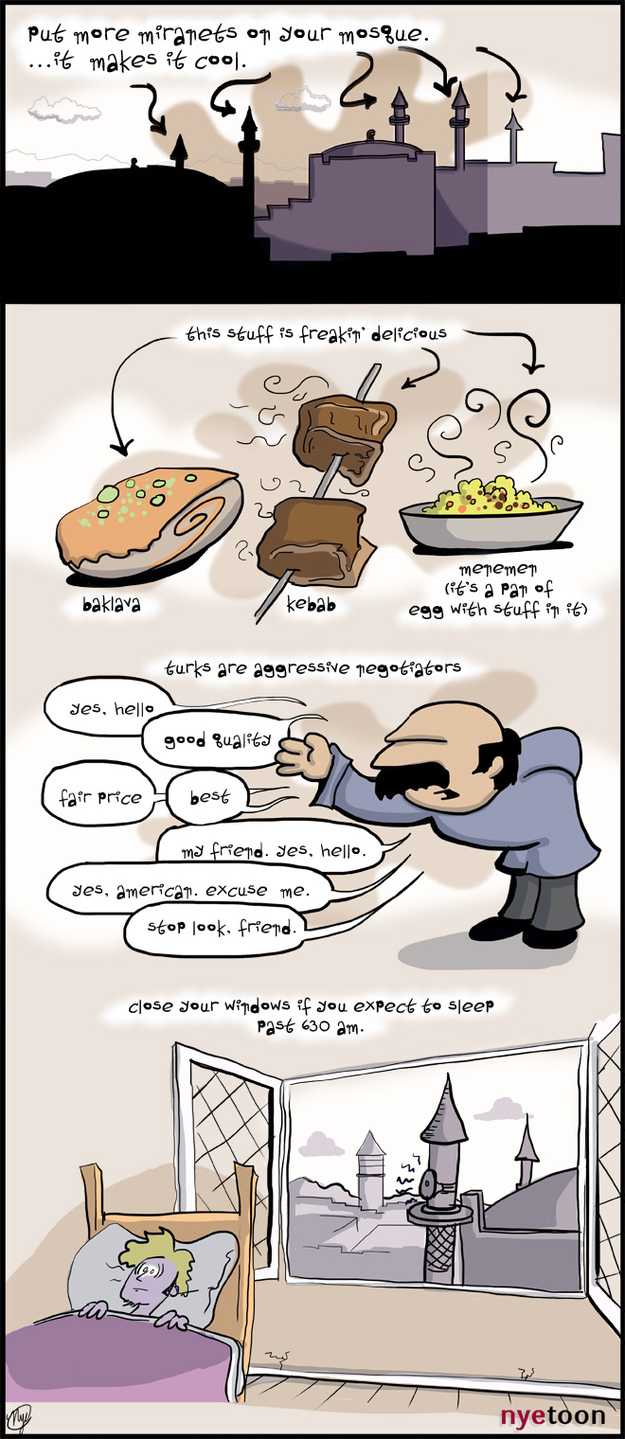 put more miranets on your mosque.
...it makes it cool.
this stuff is freakin' delicious
baklava
kebab
menemen
(it's a pan of
egg with stuff in it)
turks are aggressive negotiators
yes, hello
good quality
fair price
best
my friend. yes, hello.
yes, american. excuse me.
stop look, friend.
close your windows if you expect to sleep
past 630 am.
Nye
nyetoon